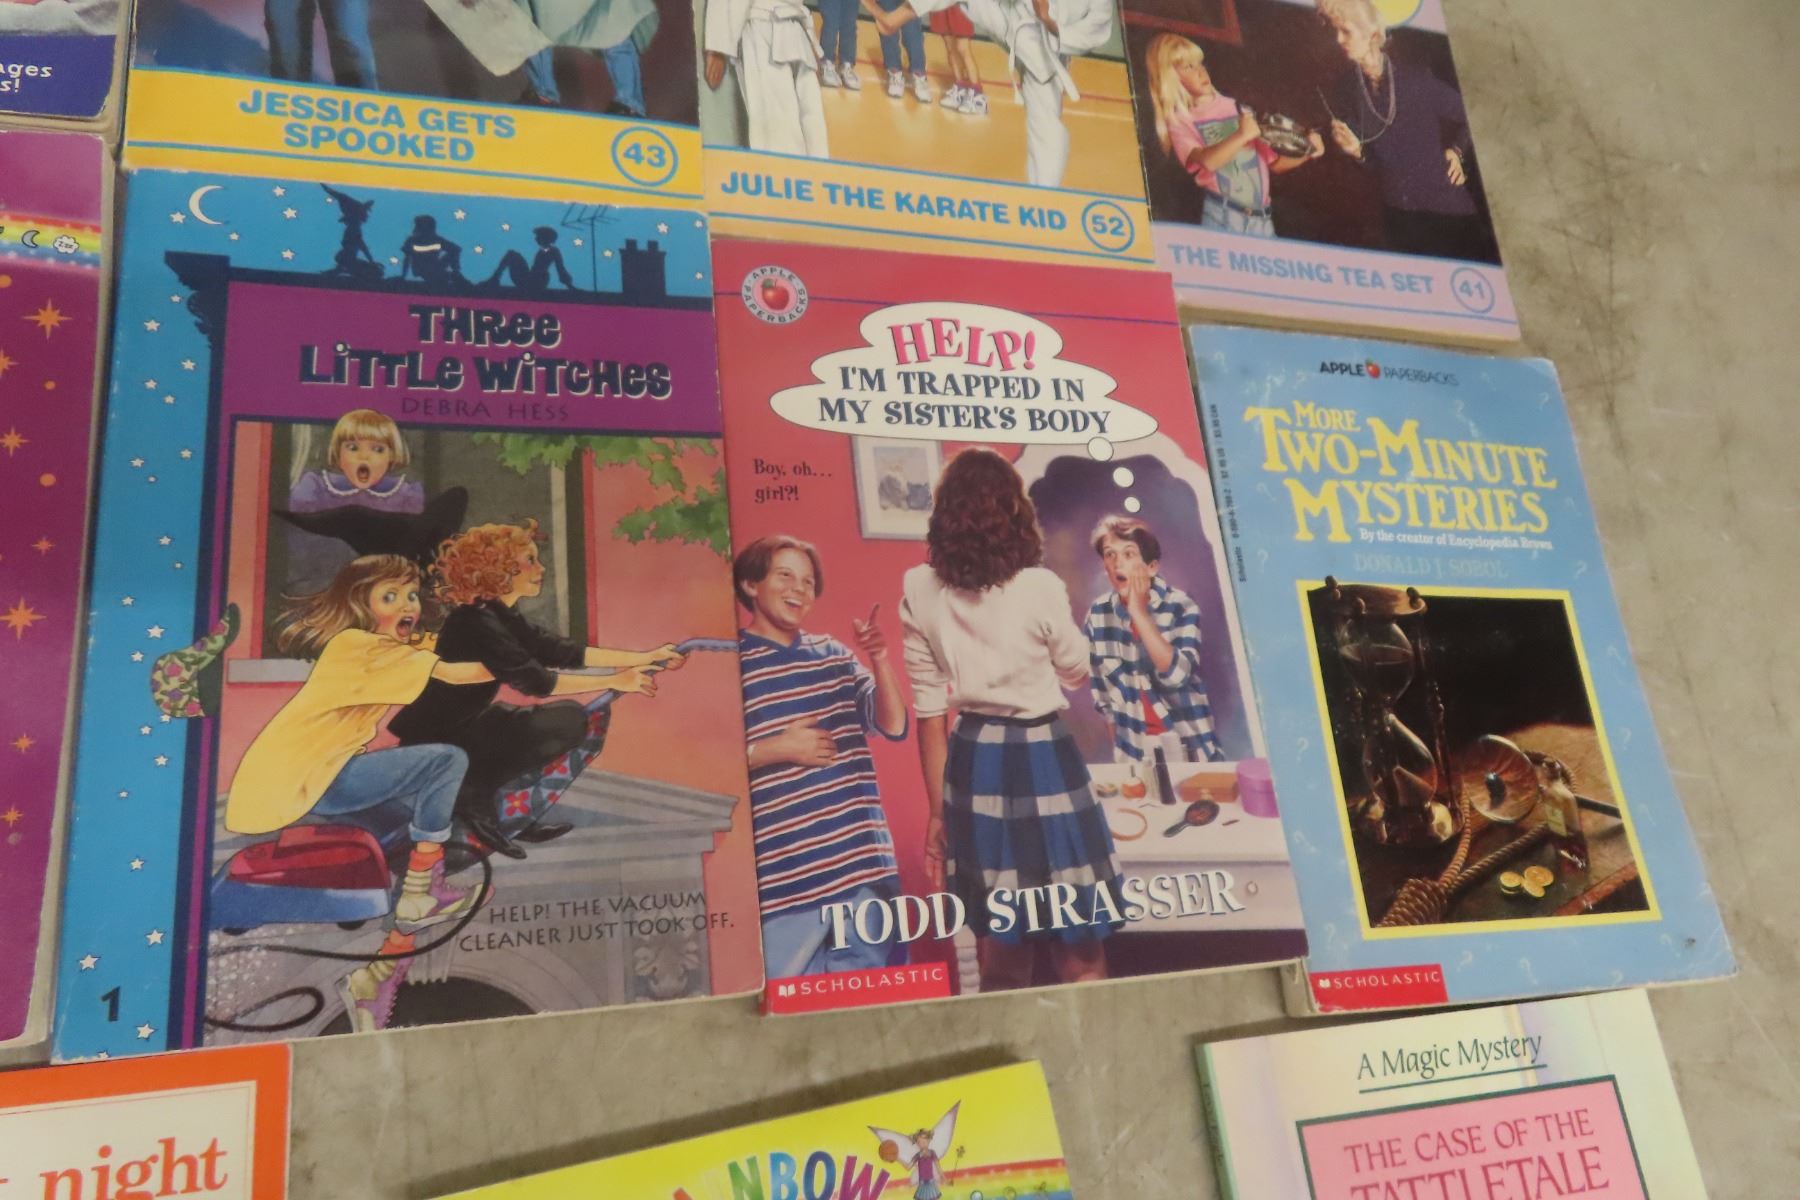 ages
s!
JESSICA GETS
SPOOKED
43
JULIE THE KARATE KID
52
THE MISSING TEA SET
41
THREE
LITTLE WITCHES
DEBRA HESS
HELP! THE VACUUM
CLEANER JUST TOOK OFF.
1
APPLE PAPERBACKS
HELP!
I'M TRAPPED IN
MY SISTER'S BODY
Boy, oh...
girl?!
TODD STRASSER
SCHOLASTIC
APPLE PAPERBACKS
MORE
TWO-MINUTE
MYSTERIES
By the creator of Encyclopedia Brown
DONALD J. SOBOL
SCHOLASTIC
night
INBOW
A Magic Mystery
THE CASE OF THE
TATTLETALE